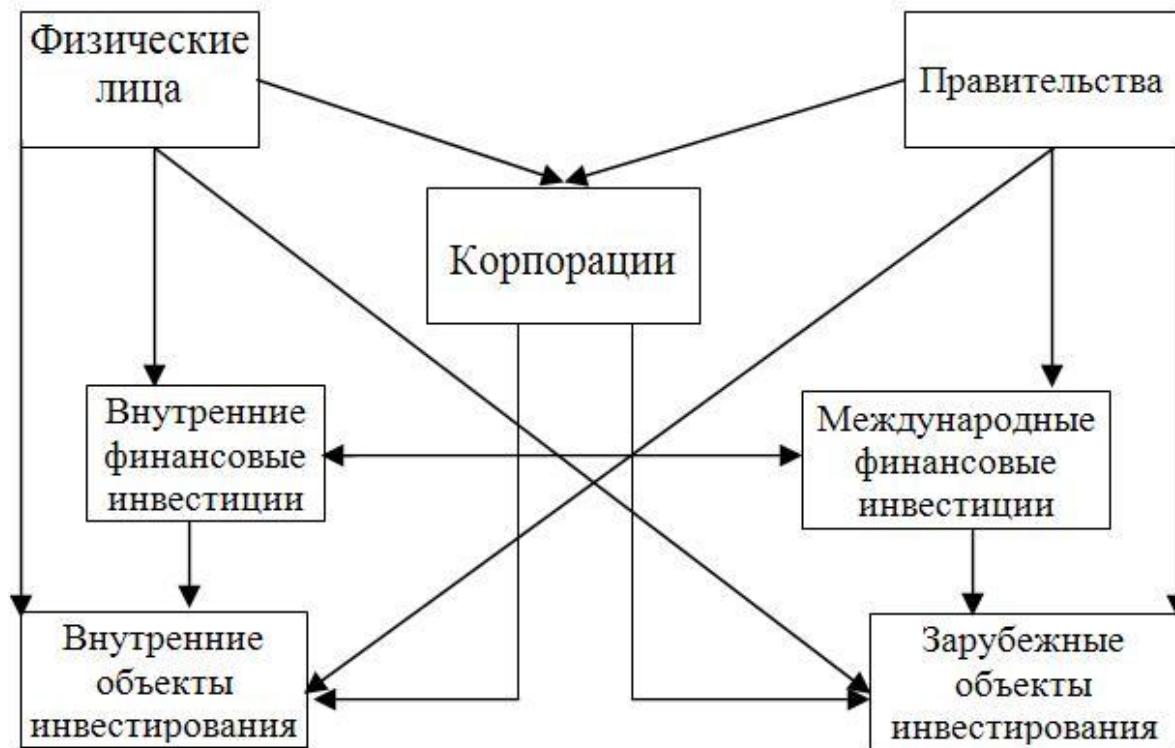 Физические
лица
Правительства
Корпорации
Внутренние
финансовые
инвестиции
Международные
финансовые
инвестиции
Внутренние
объекты
инвестирования
Зарубежные
объекты
инвестирования